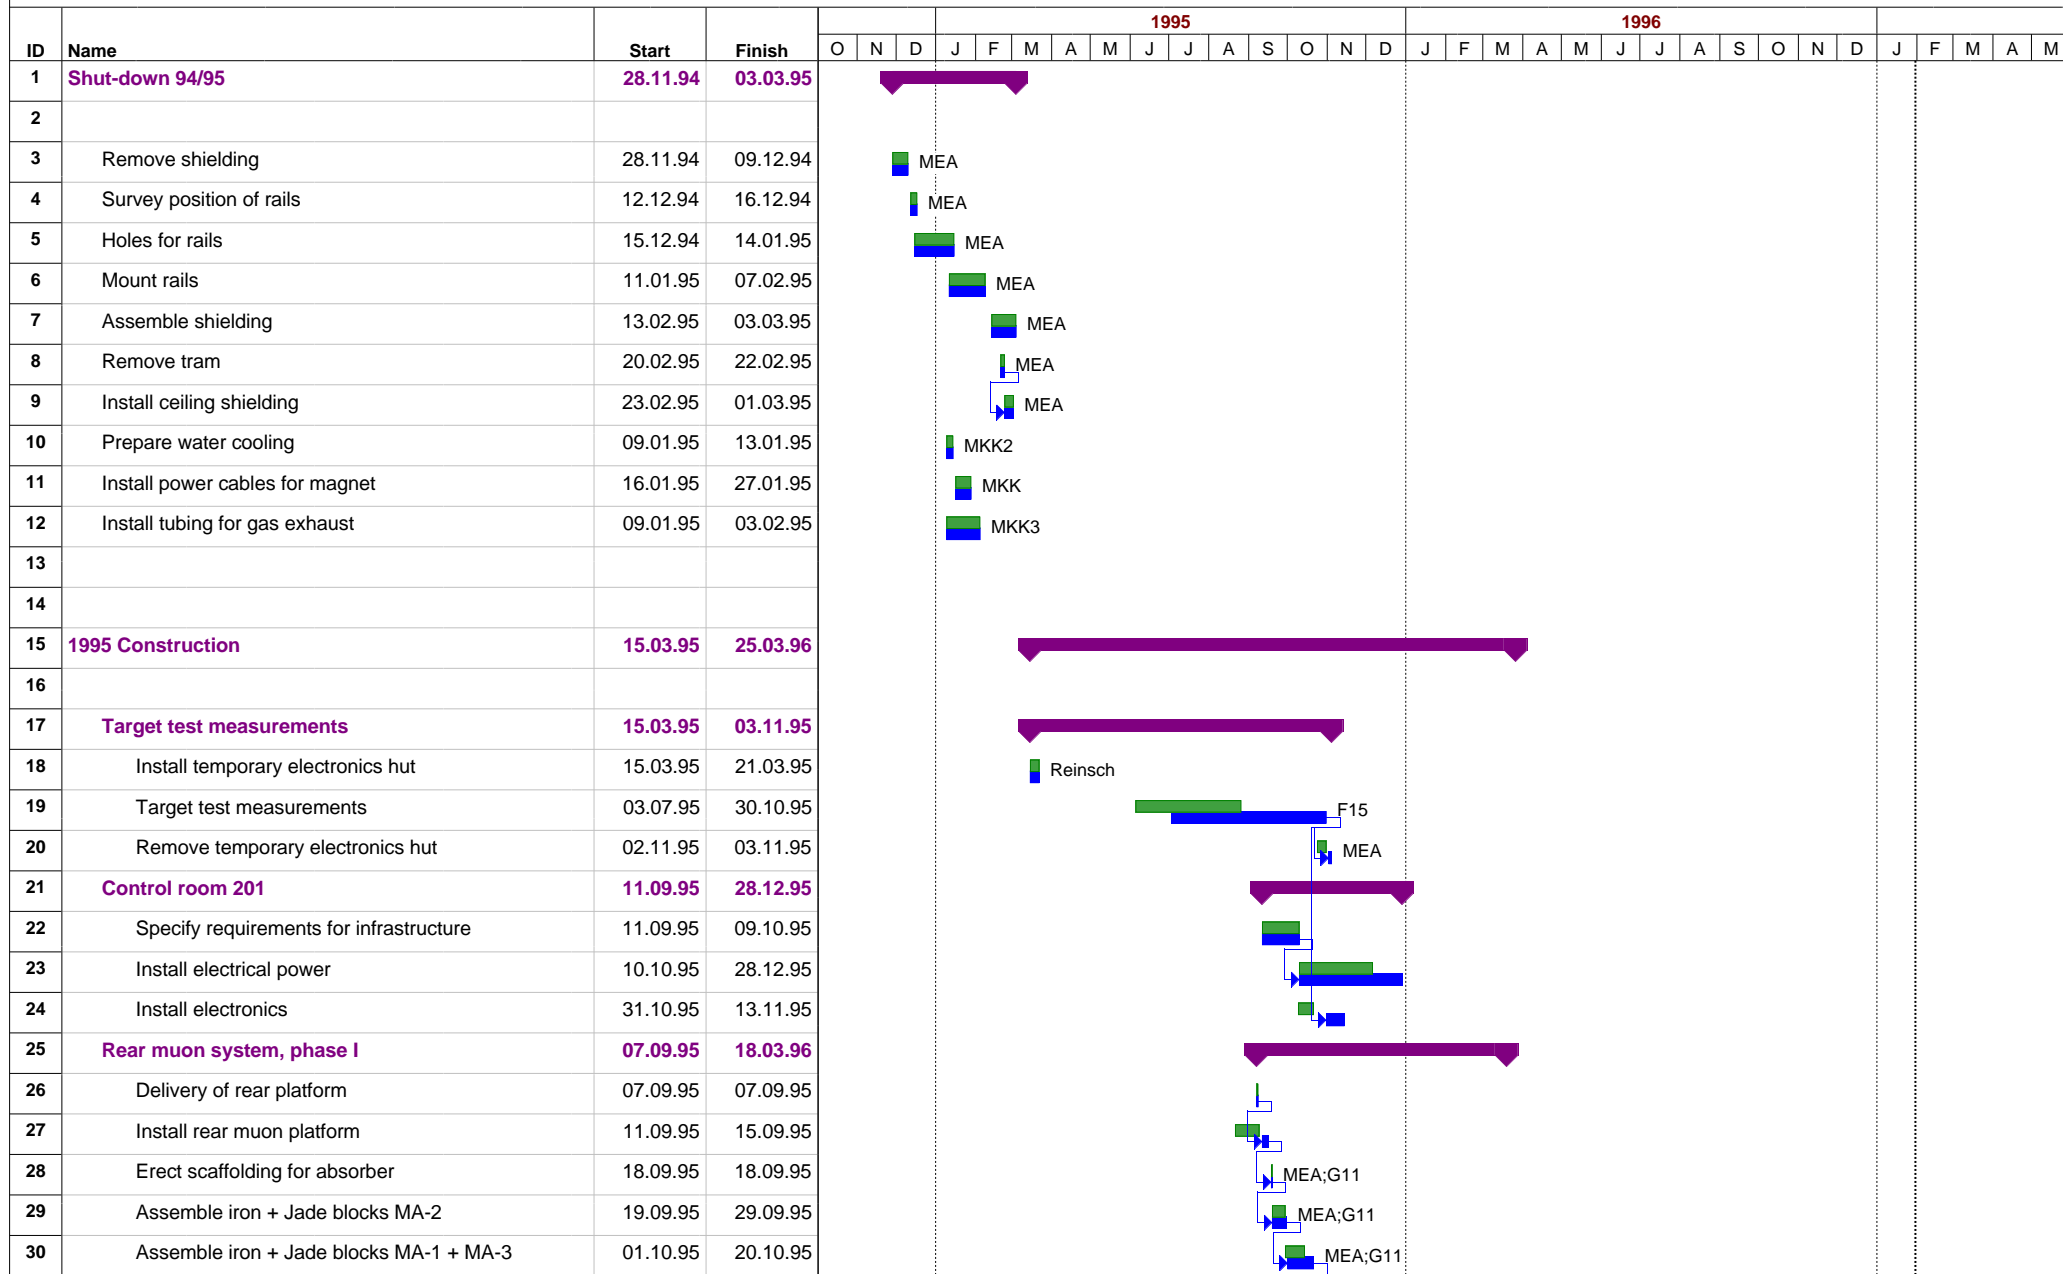 1995 1996
ID Name Start Finish O N D J F M A M J J A S O N D J F M A M J J A S O N D J F M A M
1 Shut-down 94/95 28.11.94 03.03.95
2
3 Remove shielding 28.11.94 09.12.94 MEA
4 Survey position of rails 12.12.94 16.12.94 MEA
5 Holes for rails 15.12.94 14.01.95 MEA
6 Mount rails 11.01.95 07.02.95 MEA
7 Assemble shielding 13.02.95 03.03.95 MEA
8 Remove tram 20.02.95 22.02.95 MEA
9 Install ceiling shielding 23.02.95 01.03.95 MEA
10 Prepare water cooling 09.01.95 13.01.95 MKK2
11 Install power cables for magnet 16.01.95 27.01.95 MKK
12 Install tubing for gas exhaust 09.01.95 03.02.95 MKK3
13
14
15 1995 Construction 15.03.95 25.03.96
16
17 Target test measurements 15.03.95 03.11.95
18 Install temporary electronics hut 15.03.95 21.03.95 Reinsch
19 Target test measurements 03.07.95 30.10.95 F15
20 Remove temporary electronics hut 02.11.95 03.11.95 MEA
21 Control room 201 11.09.95 28.12.95
22 Specify requirements for infrastructure 11.09.95 09.10.95
23 Install electrical power 10.10.95 28.12.95
24 Install electronics 31.10.95 13.11.95
25 Rear muon system, phase I 07.09.95 18.03.96
26 Delivery of rear platform 07.09.95 07.09.95
27 Install rear muon platform 11.09.95 15.09.95
28 Erect scaffolding for absorber 18.09.95 18.09.95 MEA;G11
29 Assemble iron + Jade blocks MA-2 19.09.95 29.09.95 MEA;G11
30 Assemble iron + Jade blocks MA-1 + MA-3 01.10.95 20.10.95 MEA;G11